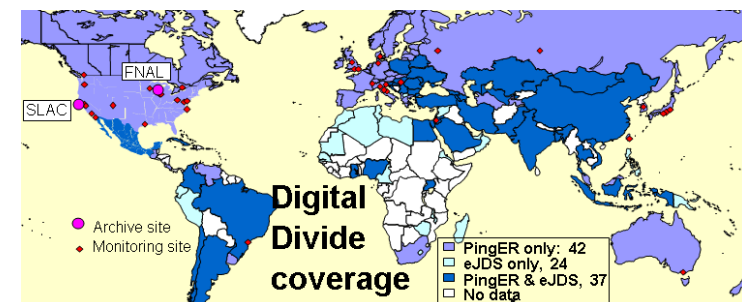 FNAL
SLAC
Digital
Divide
coverage
Archive site
Monitoring site
PingER only: 42
eJDS only, 24
PingER & eJDS, 37
No data